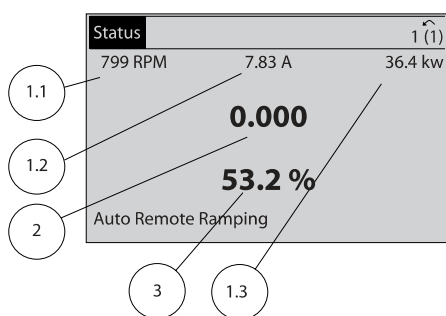 Status 1 (1)
799 RPM 7.83 A 36.4 kw
1.1
0.000
1.2
53.2 %
2
Auto Remote Ramping
3 1.3